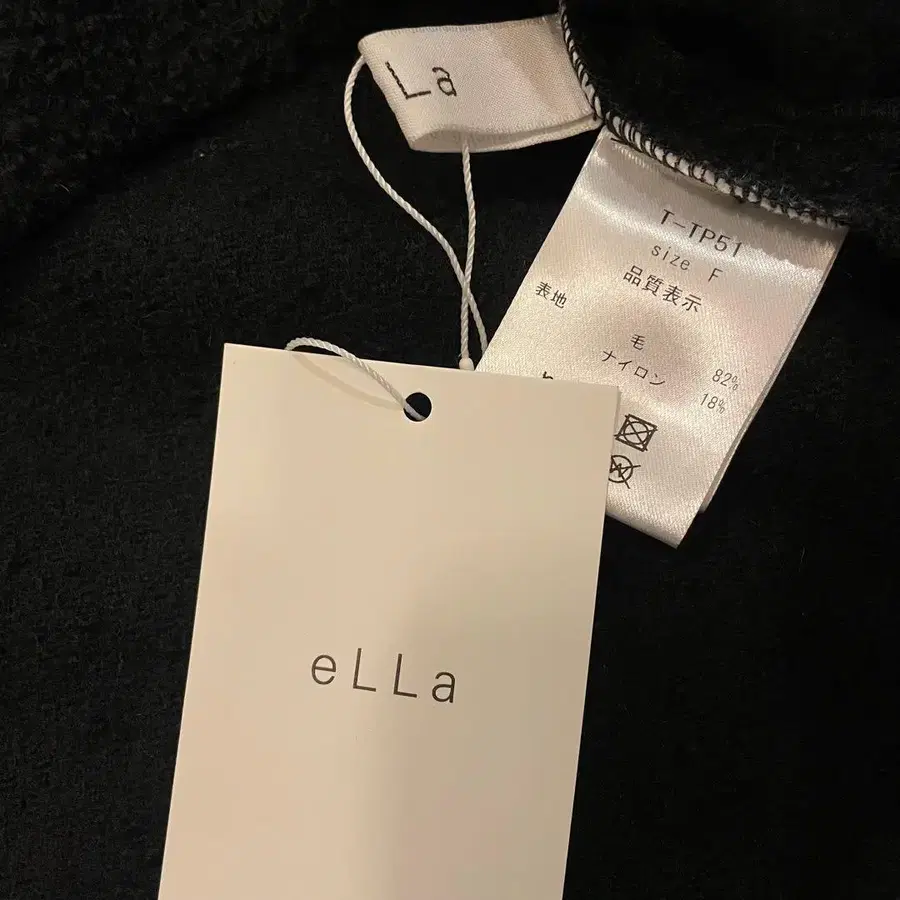 La
T-TP51
size F
品質表示
表地
毛 82%
ナイロン 18%
eLLa